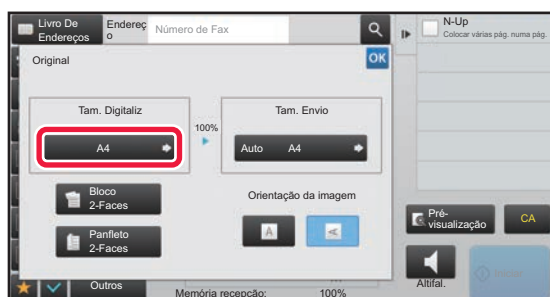 Livro De
Endereços
Endereç
o
Número de Fax
N-Up
Colocar várias pág. numa pág.
Original
OK
Tam. Digitaliz
A4
100%
Tam. Envio
Auto A4
Bloco
2-Faces
Panfleto
2-Faces
Orientação da imagem
A
A
Pré-
visualização
CA
Altifal.
Iniciar
Outros
Memória recepção: 100%